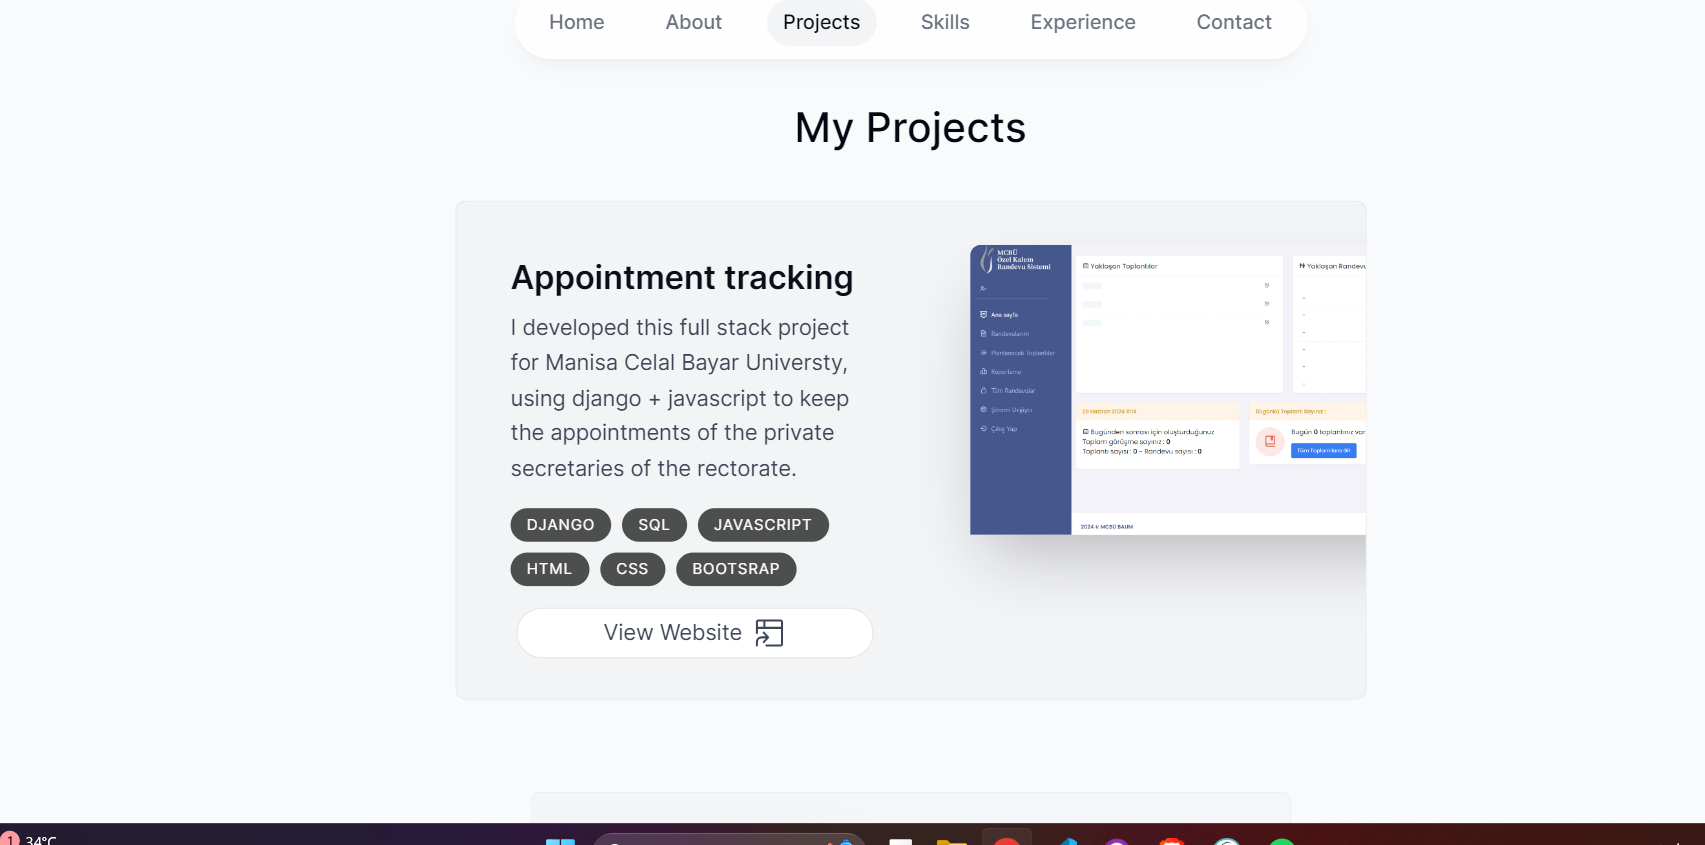 Home About Projects Skills Experience Contact
My Projects
Appointment tracking
I developed this full stack project
for Manisa Celal Bayar Universty,
using django + javascript to keep
the appointments of the private
secretaries of the rectorate.
DJANGO SQL JAVASCRIPT
HTML CSS BOOTSRAP
View Website
MCBÜ
Özel Kalem
Randevu Sistemi
Ana sayfa
Randevularım
Planlanacak Toplantılar
Raporlama
Tüm Randevular
Şifremi Değiştir
Çıkış Yap
Yaklaşan Toplantılar
Yaklaşan Randevu
Bugünden sonrası için oluşturduğunuz
Toplam görüşme sayınız : 0
Toplantı sayısı : 0 - Randevu sayısı : 0
Bugünkü Toplantı Sayınız :
Bugün 0 toplantınız var
Tüm Toplantılara Git
2024 © MCBÜ BAUM
1
34°C